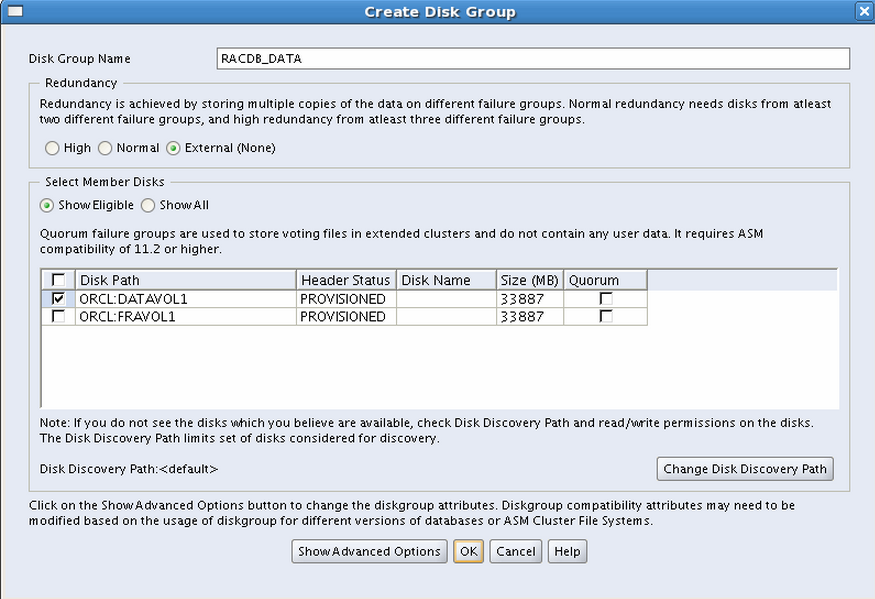 Create Disk Group
Disk Group Name RACDB_DATA
Redundancy
Redundancy is achieved by storing multiple copies of the data on different failure groups. Normal redundancy needs disks from atleast
two different failure groups, and high redundancy from atleast three different failure groups.
High Normal External (None)
Select Member Disks
Show Eligible Show All
Quorum failure groups are used to store voting files in extended clusters and do not contain any user data. It requires ASM
compatibility of 11.2 or higher.
Disk Path Header Status Disk Name Size (MB) Quorum
ORCL:DATAVOL1 PROVISIONED 33887
ORCL:FRAVOL1 PROVISIONED 33887
Note: If you do not see the disks which you believe are available, check Disk Discovery Path and read/write permissions on the disks.
The Disk Discovery Path limits set of disks considered for discovery.
Disk Discovery Path:<default> Change Disk Discovery Path
Click on the Show Advanced Options button to change the diskgroup attributes. Diskgroup compatibility attributes may need to be
modified based on the usage of diskgroup for different versions of databases or ASM Cluster File Systems.
Show Advanced Options OK Cancel Help